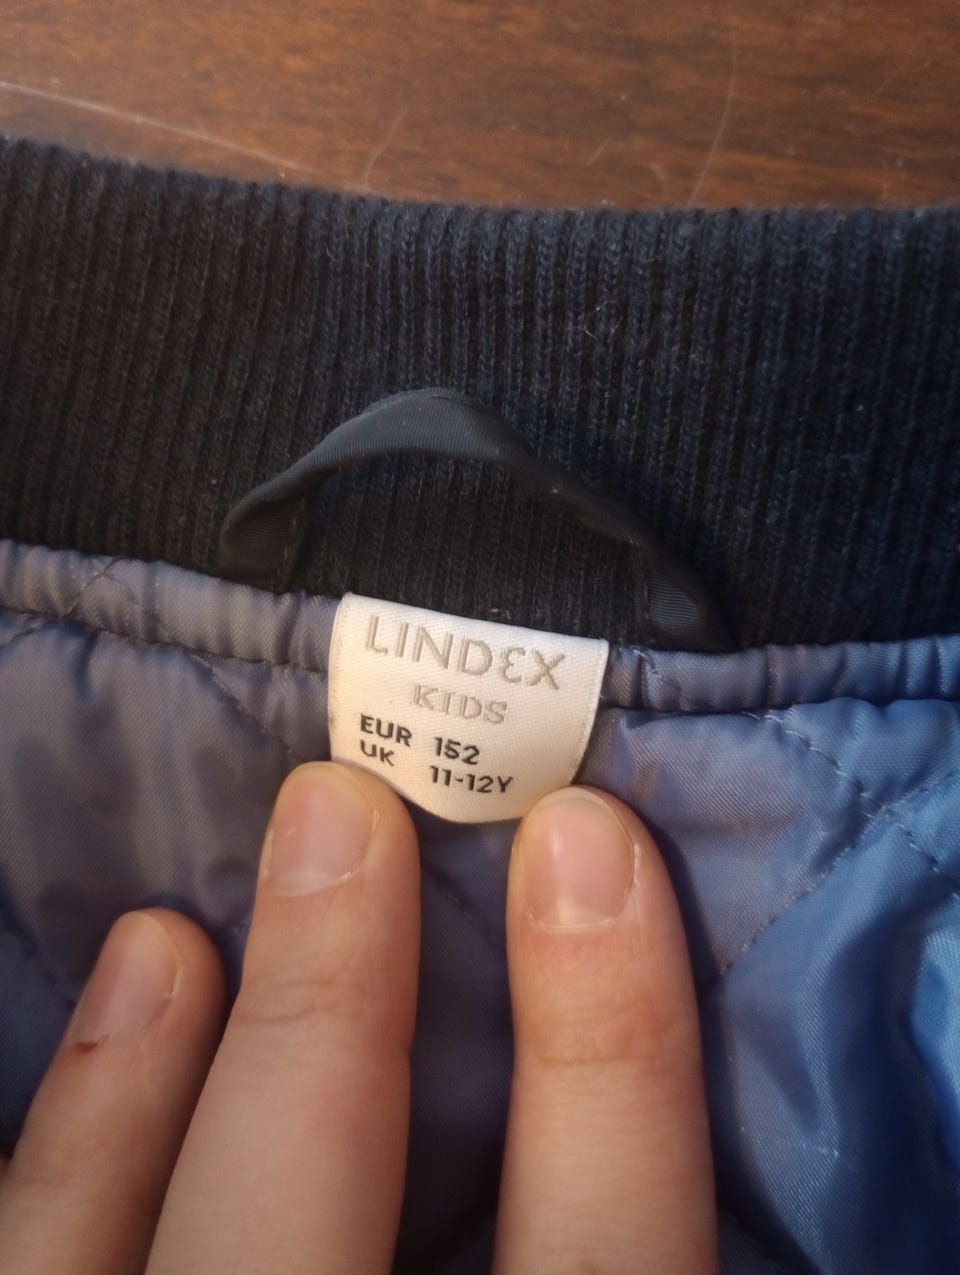 LINDEX
KIDS
EUR 152
UK 11-12Y